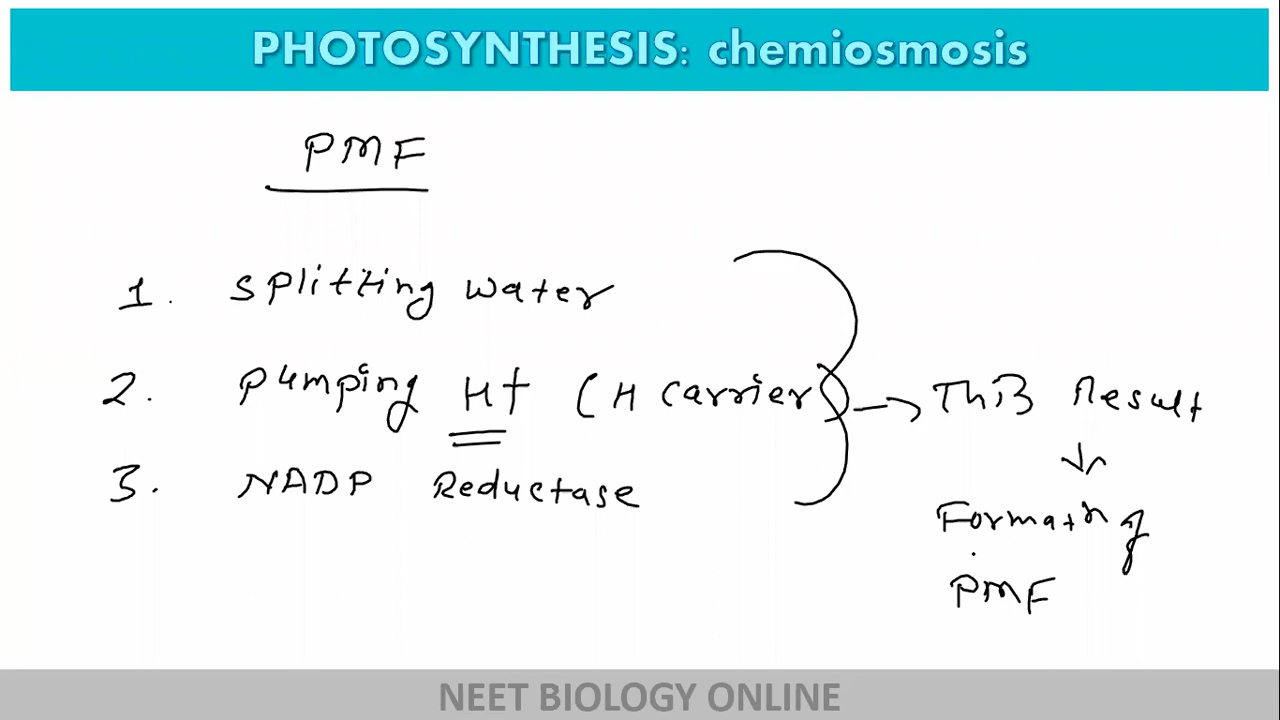 PHOTOSYNTHESIS: chemiosmosis
PMF
1. Splitting water
2. Pumping H+ (H carrier) → This Result
3. NADP Reductase
Formatn of
PMF
NEET BIOLOGY ONLINE